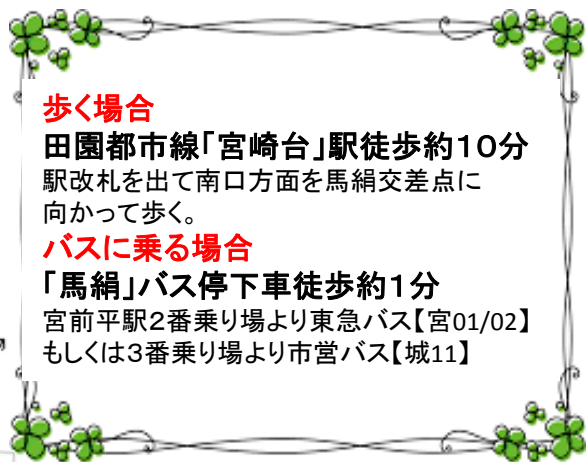 歩く場合
田園都市線「宮崎台」駅徒歩約１０分
駅改札を出て南口方面を馬絹交差点に
向かって歩く。
バスに乗る場合
「馬絹」バス停下車徒歩約１分
宮前平駅２番乗り場より東急バス【宮01/02】
もしくは３番乗り場より市営バス【城11】